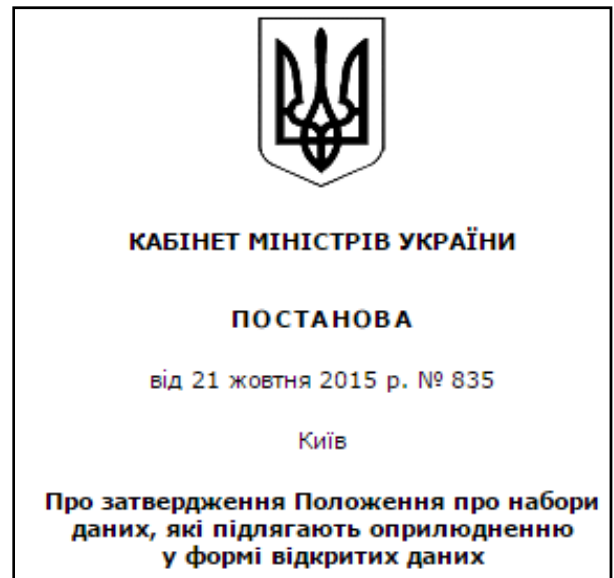 КАБІНЕТ МІНІСТРІВ УКРАЇНИ
ПОСТАНОВА
від 21 жовтня 2015 р. № 835
Київ
Про затвердження Положення про набори
даних, які підлягають оприлюдненню
у формі відкритих даних